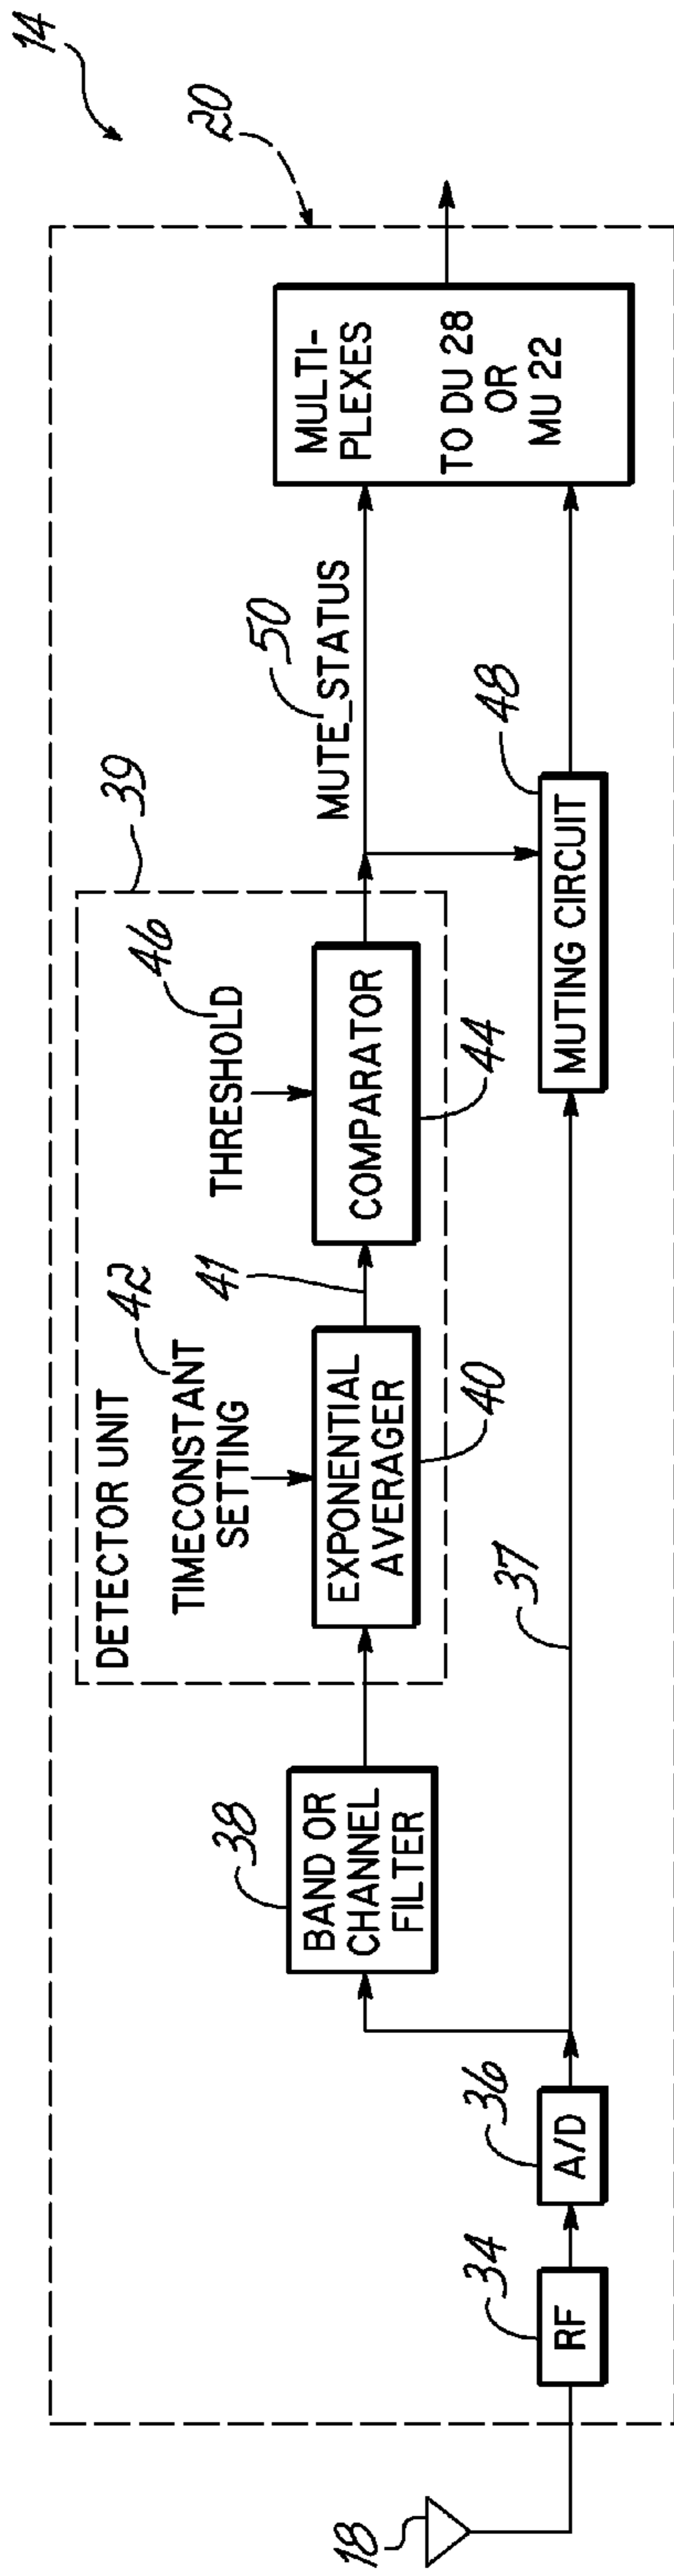 14
20
39
DETECTOR UNIT
42
TIMECONSTANT
SETTING
46
THRESHOLD
50
MUTE_STATUS
MULTI-
PLEXES
TO DU 28
OR
MU 22
38
BAND OR
CHANNEL
FILTER
EXPONENTIAL
AVERAGER
40
41
COMPARATOR
44
48
MUTING CIRCUIT
37
36
A/D
34
RF
18